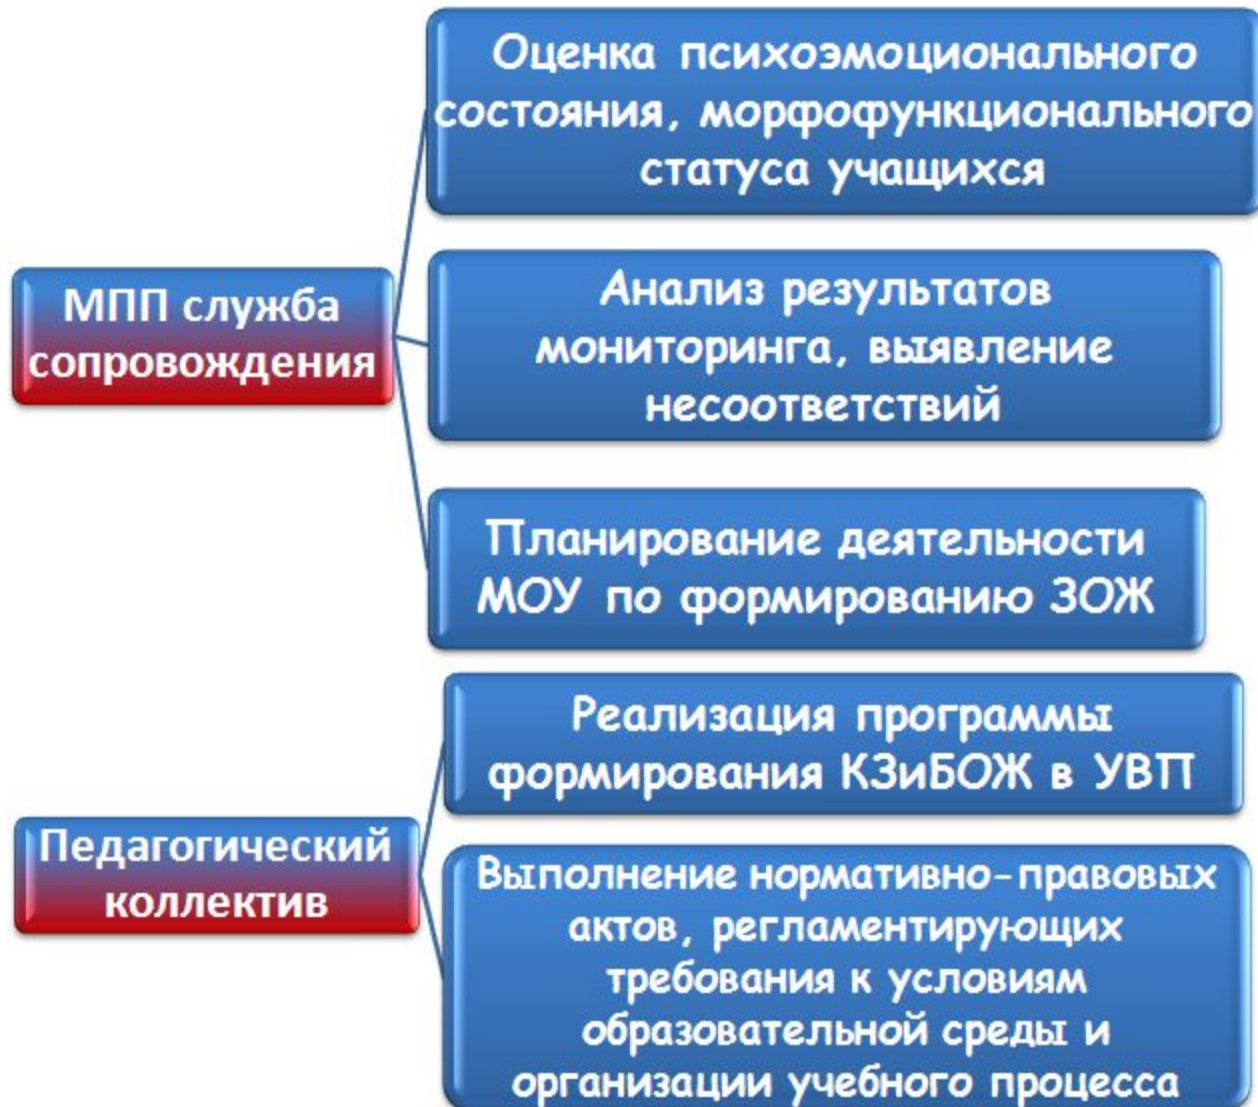 МПП служба
сопровождения
Оценка психоэмоционального
состояния, морфофункционального
статуса учащихся
Анализ результатов
мониторинга, выявление
несоответствий
Планирование деятельности
МОУ по формированию ЗОЖ
Педагогический
коллектив
Реализация программы
формирования КЗиБОЖ в УВП
Выполнение нормативно-правовых
актов, регламентирующих
требования к условиям
образовательной среды и
организации учебного процесса